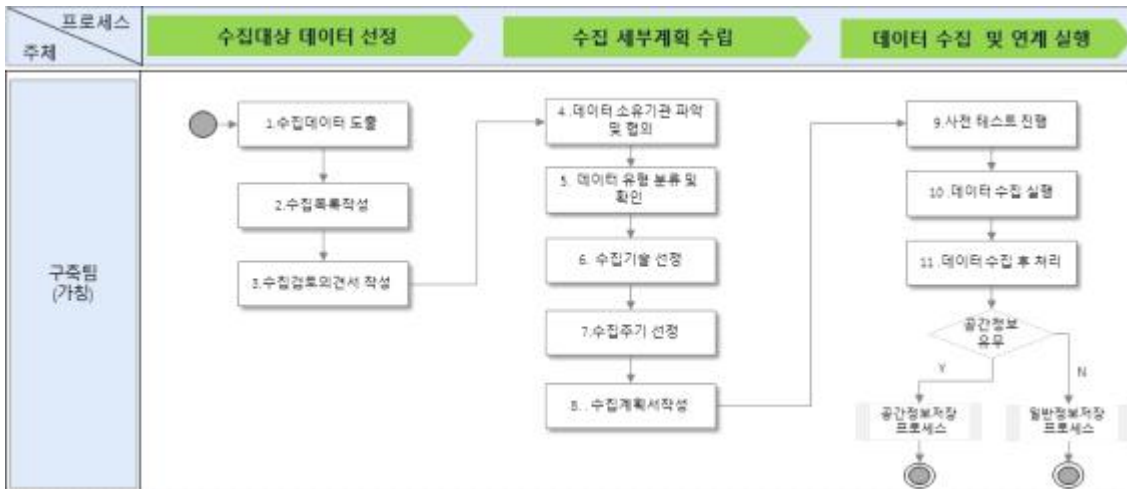 프로세스
주체
수집대상 데이터 선정
수집 세부계획 수립
데이터 수집 및 연계 실행
구축팀
(가칭)
1.수집데이터 도출
2.수집목록작성
3.수집검토의견서 작성
4.데이터 소유기관 파악
및 협의
5. 데이터 유형 분류 및
확인
6. 수집기술 선정
7.수집주기 선정
8..수집계획서작성
9.사전 테스트 진행
10.데이터 수집 실행
11.데이터 수집 후 처리
공간정보
유무
Y
N
공간정보저장
프로세스
일반정보저장
프로세스